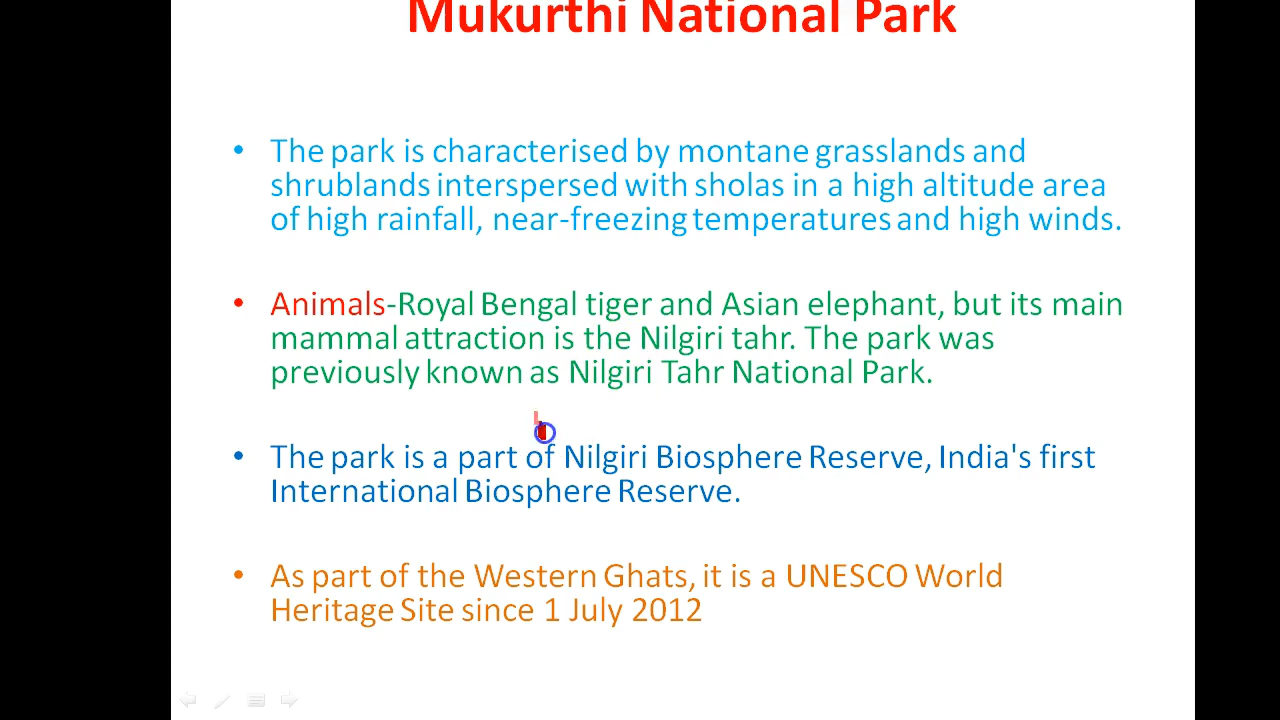 Mukurthi National Park
• The park is characterised by montane grasslands and
shrublands interspersed with sholas in a high altitude area
of high rainfall, near-freezing temperatures and high winds.
• Animals-Royal Bengal tiger and Asian elephant, but its main
mammal attraction is the Nilgiri tahr. The park was
previously known as Nilgiri Tahr National Park.
• The park is a part of Nilgiri Biosphere Reserve, India's first
International Biosphere Reserve.
• As part of the Western Ghats, it is a UNESCO World
Heritage Site since 1 July 2012